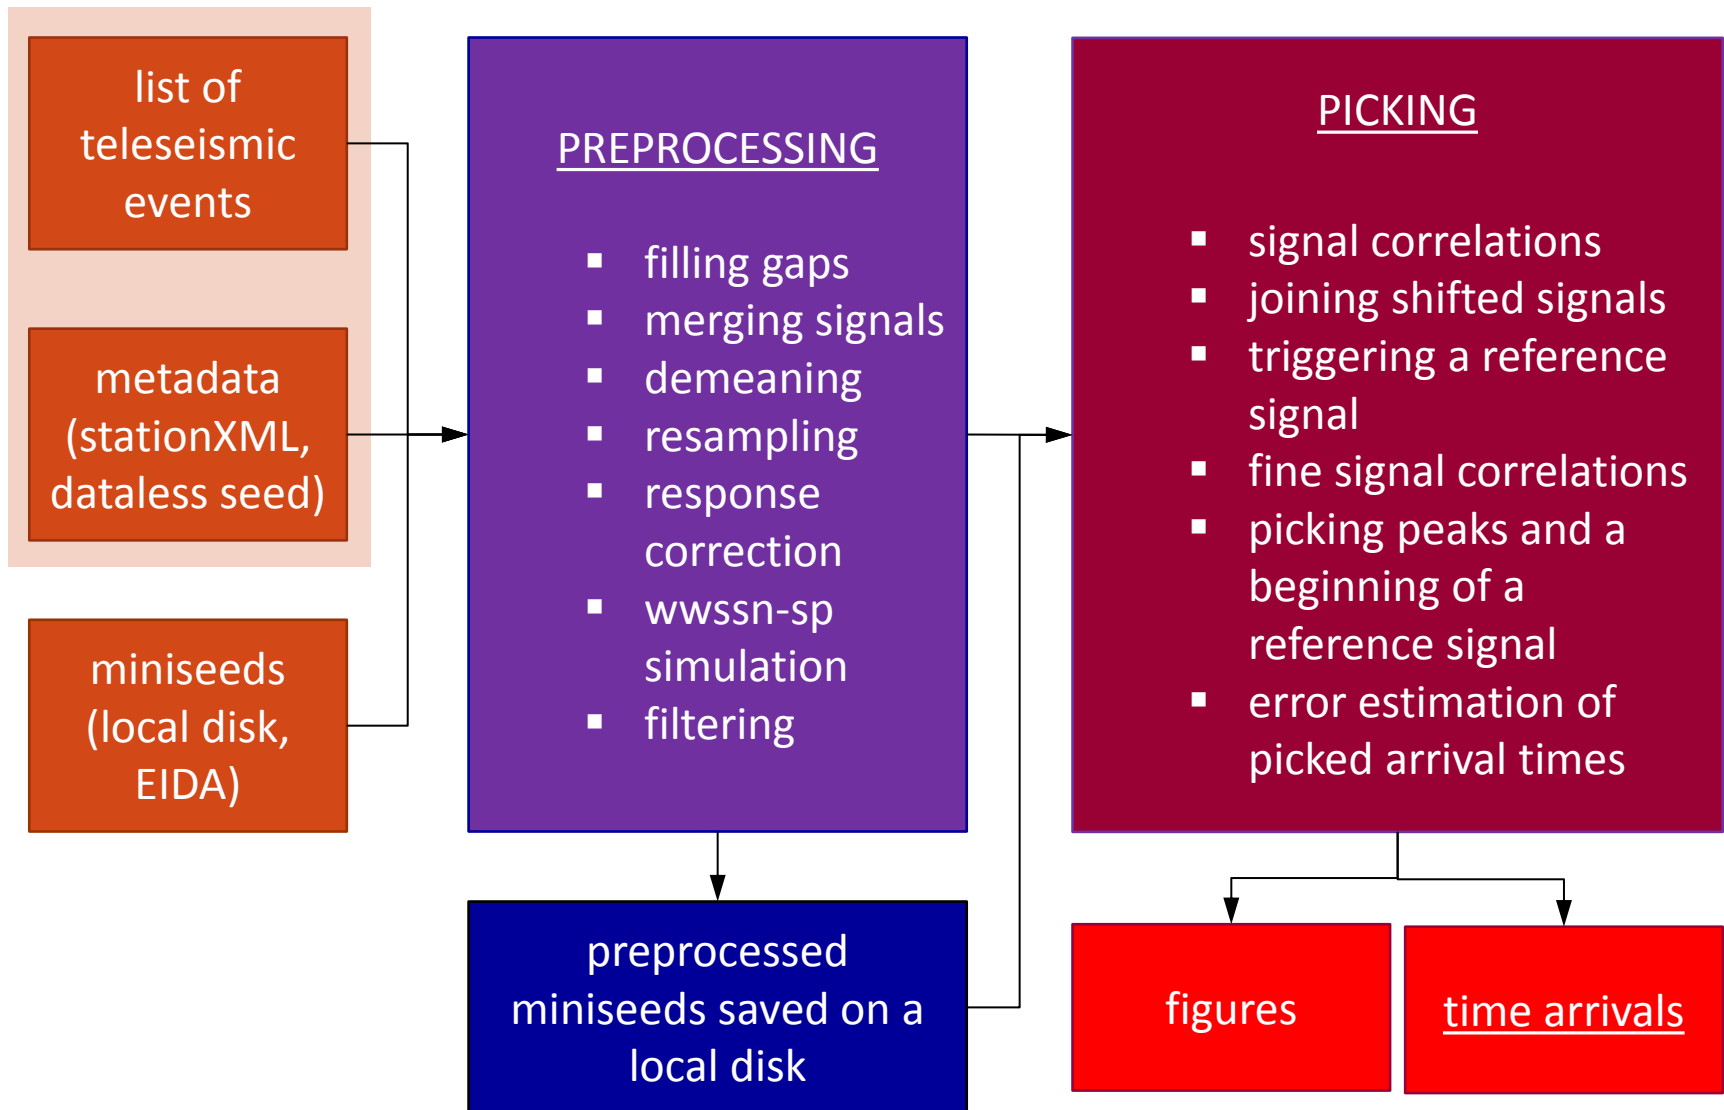 list of
teleseismic
events
metadata
(stationXML,
dataless seed)
miniseeds
(local disk,
EIDA)
PREPROCESSING
▪ filling gaps
▪ merging signals
▪ demeaning
▪ resampling
▪ response
correction
▪ wwssn-sp
simulation
▪ filtering
preprocessed
miniseeds saved on a
local disk
PICKING
▪ signal correlations
▪ joining shifted signals
▪ triggering a reference
signal
▪ fine signal correlations
▪ picking peaks and a
beginning of a
reference signal
▪ error estimation of
picked arrival times
figures
time arrivals